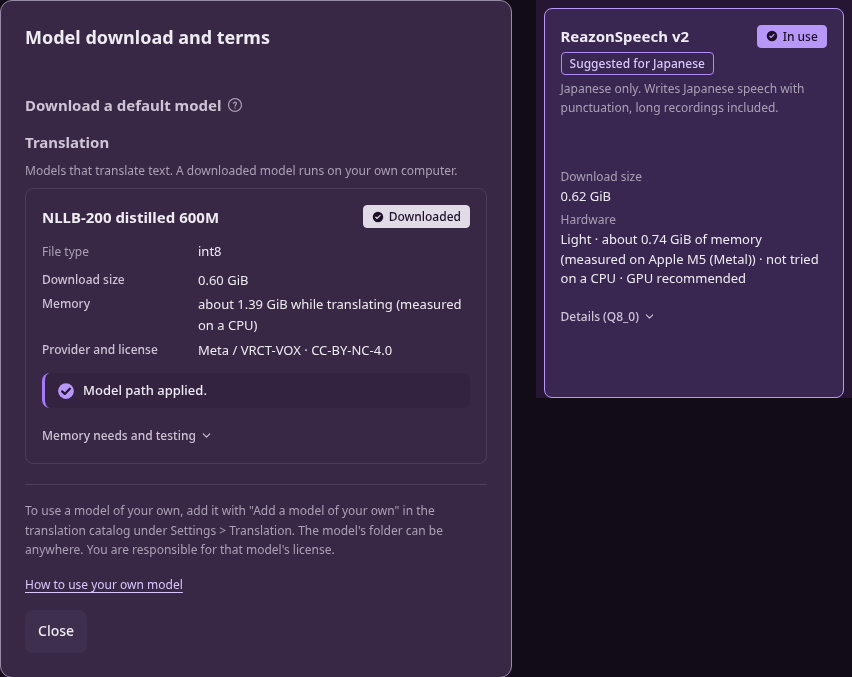 Model download and terms
Download a default model ?
Translation
Models that translate text. A downloaded model runs on your own computer.
NLLB-200 distilled 600M
Downloaded
File type
int8
Download size
0.60 GiB
Memory
about 1.39 GiB while translating (measured
on a CPU)
Provider and license
Meta / VRCT-VOX · CC-BY-NC-4.0
Model path applied.
Memory needs and testing
To use a model of your own, add it with "Add a model of your own" in the
translation catalog under Settings > Translation. The model's folder can be
anywhere. You are responsible for that model's license.
How to use your own model
Close
ReazonSpeech v2
In use
Suggested for Japanese
Japanese only. Writes Japanese speech with
punctuation, long recordings included.
Download size
0.62 GiB
Hardware
Light · about 0.74 GiB of memory
(measured on Apple M5 (Metal)) · not tried
on a CPU · GPU recommended
Details (Q8_0)